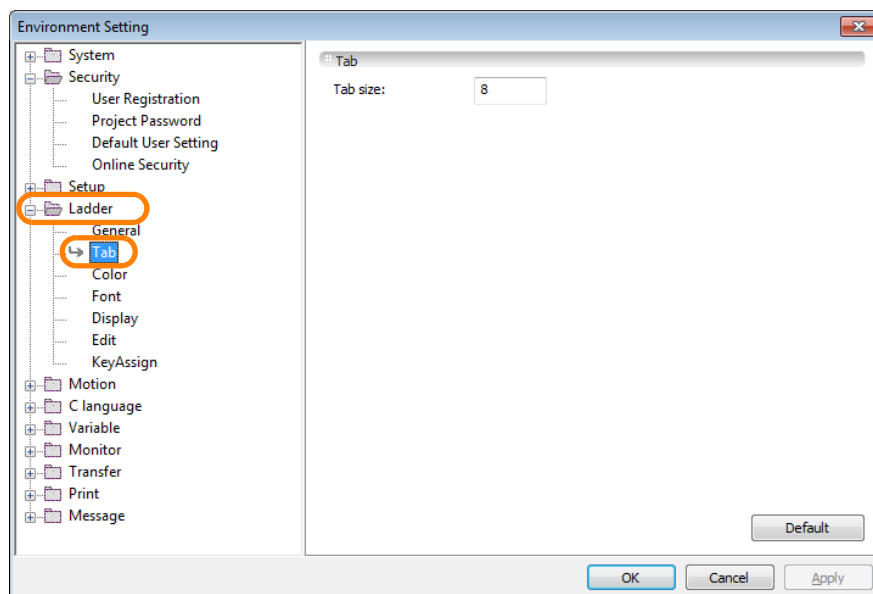 Environment Setting
System
Security
User Registration
Project Password
Default User Setting
Online Security
Setup
Ladder
General
Tab
Color
Font
Display
Edit
KeyAssign
Motion
C language
Variable
Monitor
Transfer
Print
Message
Tab
Tab size: 8
Default
OK Cancel Apply